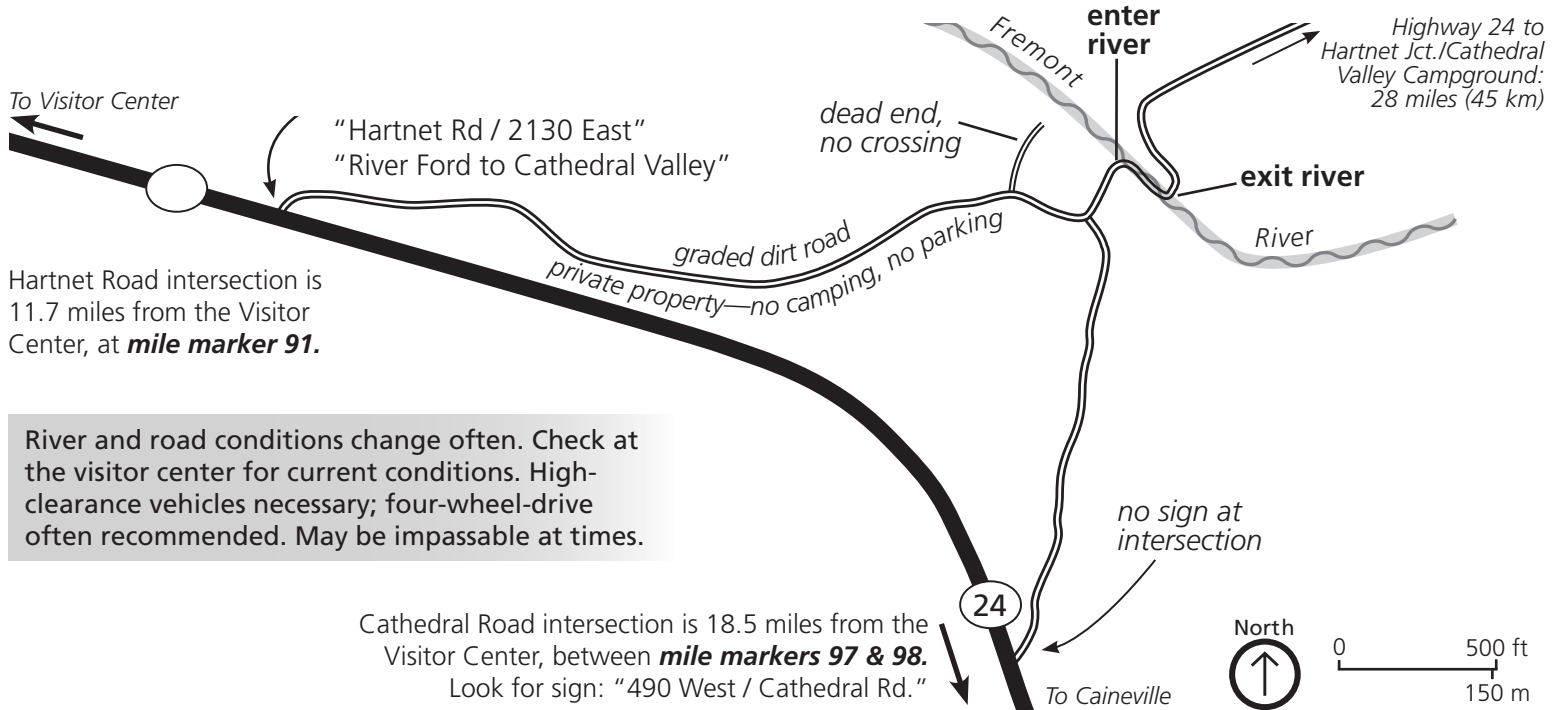 enter
river
Fremont
Highway 24 to
Hartnet Jct./Cathedral
Valley Campground:
28 miles (45 km)
To Visitor Center
“Hartnet Rd / 2130 East”
“River Ford to Cathedral Valley”
dead end,
no crossing
exit river
River
graded dirt road
private property—no camping, no parking
Hartnet Road intersection is
11.7 miles from the Visitor
Center, at mile marker 91.
River and road conditions change often. Check at
the visitor center for current conditions. High-
clearance vehicles necessary; four-wheel-drive
often recommended. May be impassable at times.
no sign at
intersection
24
Cathedral Road intersection is 18.5 miles from the
Visitor Center, between mile markers 97 & 98.
Look for sign: “490 West / Cathedral Rd.”
To Caineville
North
0
500 ft
150 m